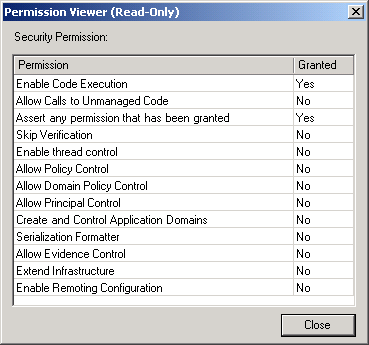 Permission Viewer (Read-Only)
Security Permission:
Permission Granted
Enable Code Execution Yes
Allow Calls to Unmanaged Code No
Assert any permission that has been granted Yes
Skip Verification No
Enable thread control No
Allow Policy Control No
Allow Domain Policy Control No
Allow Principal Control No
Create and Control Application Domains No
Serialization Formatter No
Allow Evidence Control No
Extend Infrastructure No
Enable Remoting Configuration No
Close